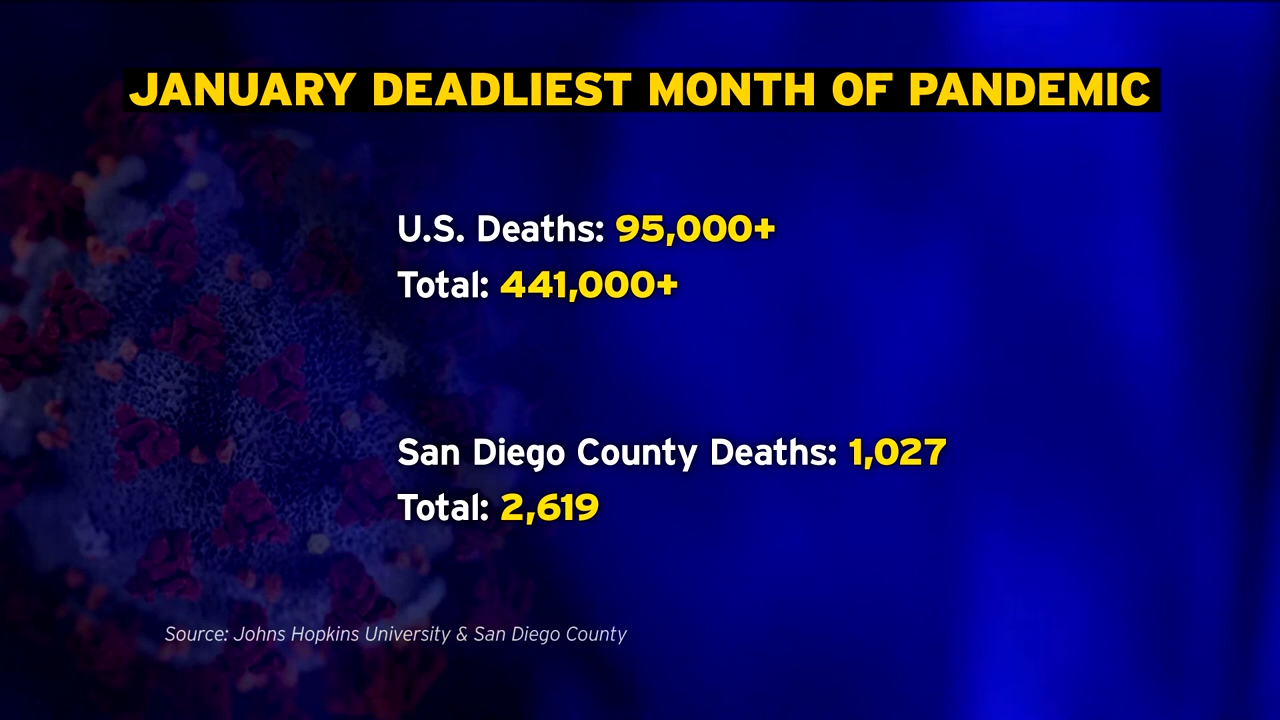 JANUARY DEADLIEST MONTH OF PANDEMIC
U.S. Deaths: 95,000+
Total: 441,000+
San Diego County Deaths: 1,027
Total: 2,619
Source: Johns Hopkins University & San Diego County